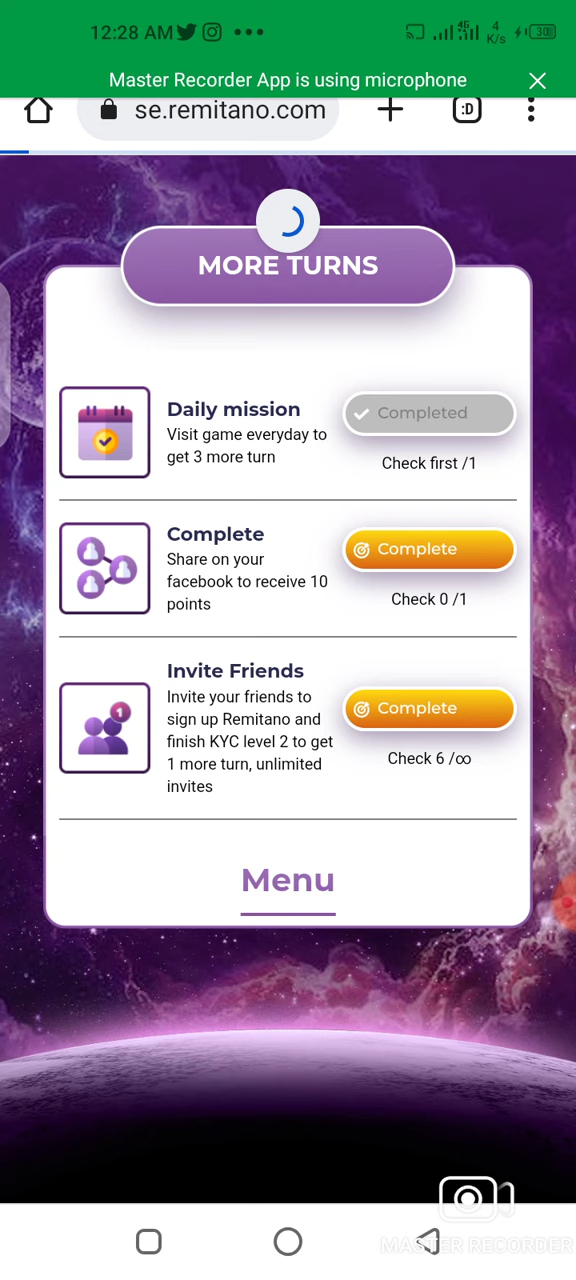 12:28 AM
4G
4
K/s
30
Master Recorder App is using microphone
se.remitano.com
:D
MORE TURNS
Daily mission
Visit game everyday to
get 3 more turn
Completed
Check first /1
Complete
Share on your
facebook to receive 10
points
Complete
Check 0 /1
Invite Friends
Invite your friends to
sign up Remitano and
finish KYC level 2 to get
1 more turn, unlimited
invites
1
Complete
Check 6 /∞
Menu
MASTER RECORDER